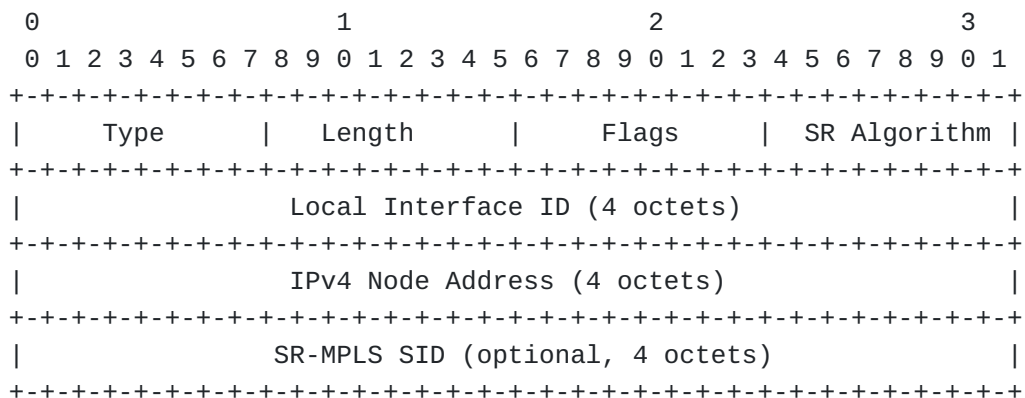 0                   1                   2                   3
0 1 2 3 4 5 6 7 8 9 0 1 2 3 4 5 6 7 8 9 0 1 2 3 4 5 6 7 8 9 0 1
+-+-+-+-+-+-+-+-+-+-+-+-+-+-+-+-+-+-+-+-+-+-+-+-+-+-+-+-+-+-+-+-+
|     Type      |   Length      |     Flags     |  SR Algorithm |
+-+-+-+-+-+-+-+-+-+-+-+-+-+-+-+-+-+-+-+-+-+-+-+-+-+-+-+-+-+-+-+-+
|                 Local Interface ID (4 octets)                 |
+-+-+-+-+-+-+-+-+-+-+-+-+-+-+-+-+-+-+-+-+-+-+-+-+-+-+-+-+-+-+-+-+
|                 IPv4 Node Address (4 octets)                  |
+-+-+-+-+-+-+-+-+-+-+-+-+-+-+-+-+-+-+-+-+-+-+-+-+-+-+-+-+-+-+-+-+
|                SR-MPLS SID (optional, 4 octets)               |
+-+-+-+-+-+-+-+-+-+-+-+-+-+-+-+-+-+-+-+-+-+-+-+-+-+-+-+-+-+-+-+-+